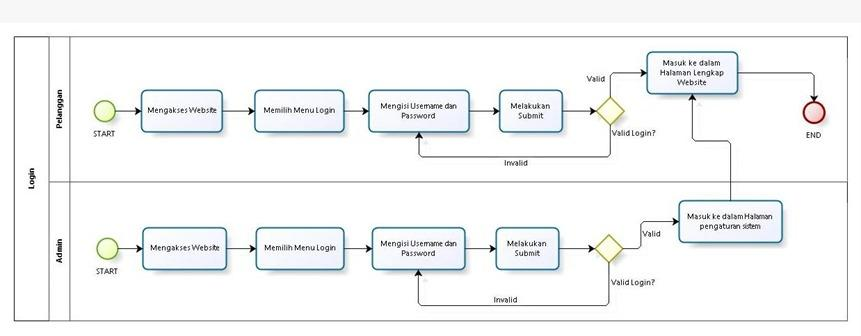 Login
Pelanggan
START
Mengakses Website
Memilih Menu Login
Mengisi Username dan
Password
Melakukan
Submit
Valid
Valid Login?
Invalid
Masuk ke dalam
Halaman Lengkap
Website
END
Admin
START
Mengakses Website
Memilih Menu Login
Mengisi Username dan
Password
Melakukan
Submit
Valid
Valid Login?
Invalid
Masuk ke dalam Halaman
pengaturan sistem